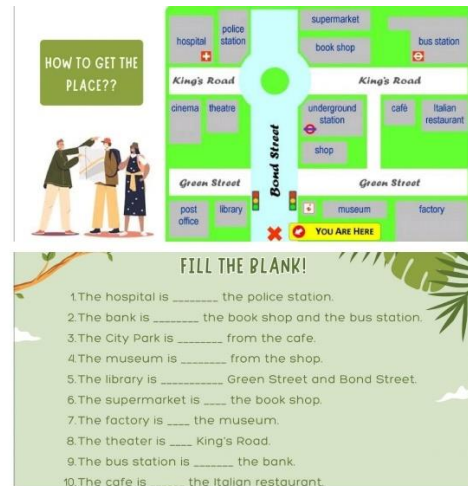 HOW TO GET THE
PLACE??
hospital
police
station
supermarket
book shop
bus station
King's Road
King's Road
cinema
theatre
underground
station
café
Italian
restaurant
shop
Bond Street
Green Street
Green Street
post
office
library
museum
factory
YOU ARE HERE
FILL THE BLANK!
1.The hospital is ________ the police station.
2.The bank is ________ the book shop and the bus station.
3.The City Park is ________ from the cafe.
4.The museum is ________ from the shop.
5.The library is ___________ Green Street and Bond Street.
6.The supermarket is ____ the book shop.
7.The factory is ____ the museum.
8.The theater is ____ King's Road.
9.The bus station is _______ the bank.
10.The cafe is ______ the Italian restaurant.